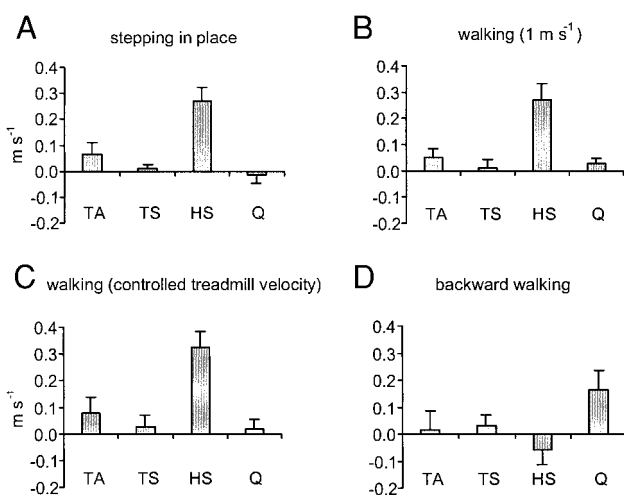 A
stepping in place
0.4
0.3
0.2
0.1
0.0
-0.1
-0.2
m s⁻¹
TA TS HS Q
B
walking (1 m s⁻¹)
0.4
0.3
0.2
0.1
0.0
-0.1
-0.2
TA TS HS Q
C
walking (controlled treadmill velocity)
0.4
0.3
0.2
0.1
0.0
-0.1
-0.2
m s⁻¹
TA TS HS Q
D
backward walking
0.4
0.3
0.2
0.1
0.0
-0.1
-0.2
TA TS HS Q